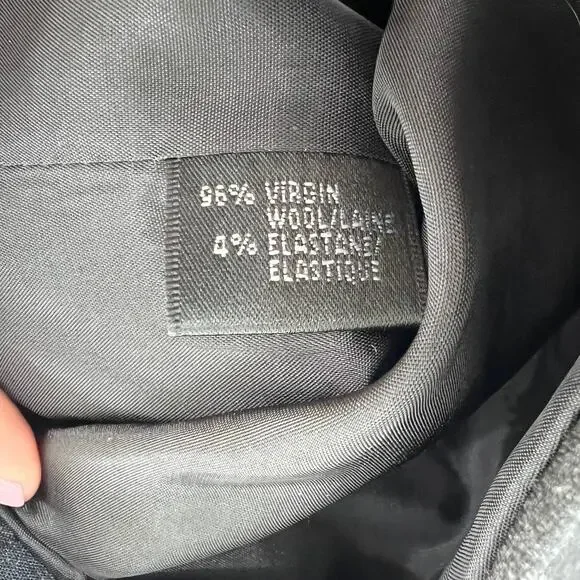 96% VIRGIN
WOOL/LAINE
4% ELASTANE/
ELASTIQUE